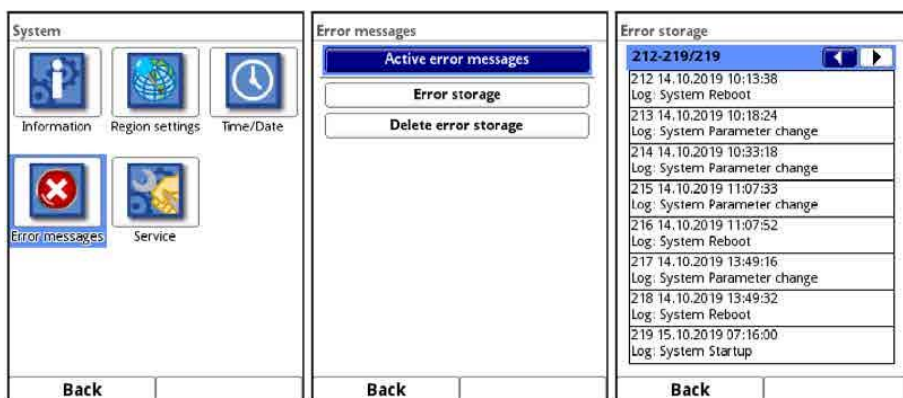 System
Information
Region settings
Time/Date
Error messages
Service
Back
Error messages
Active error messages
Error storage
Delete error storage
Back
Error storage
212-219/219
212 14.10.2019 10:13:38
Log: System Reboot
213 14.10.2019 10:18:24
Log: System Parameter change
214 14.10.2019 10:33:18
Log: System Parameter change
215 14.10.2019 11:07:33
Log: System Parameter change
216 14.10.2019 11:07:52
Log: System Reboot
217 14.10.2019 13:49:16
Log: System Parameter change
218 14.10.2019 13:49:32
Log: System Reboot
219 15.10.2019 07:16:00
Log: System Startup
Back